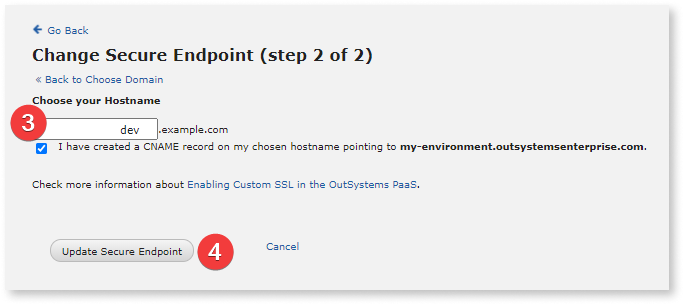 Go Back
Change Secure Endpoint (step 2 of 2)
« Back to Choose Domain
Choose your Hostname
3
dev .example.com
I have created a CNAME record on my chosen hostname pointing to my-environment.outsystemsenterprise.com.
Check more information about Enabling Custom SSL in the OutSystems PaaS.
Update Secure Endpoint 4 Cancel